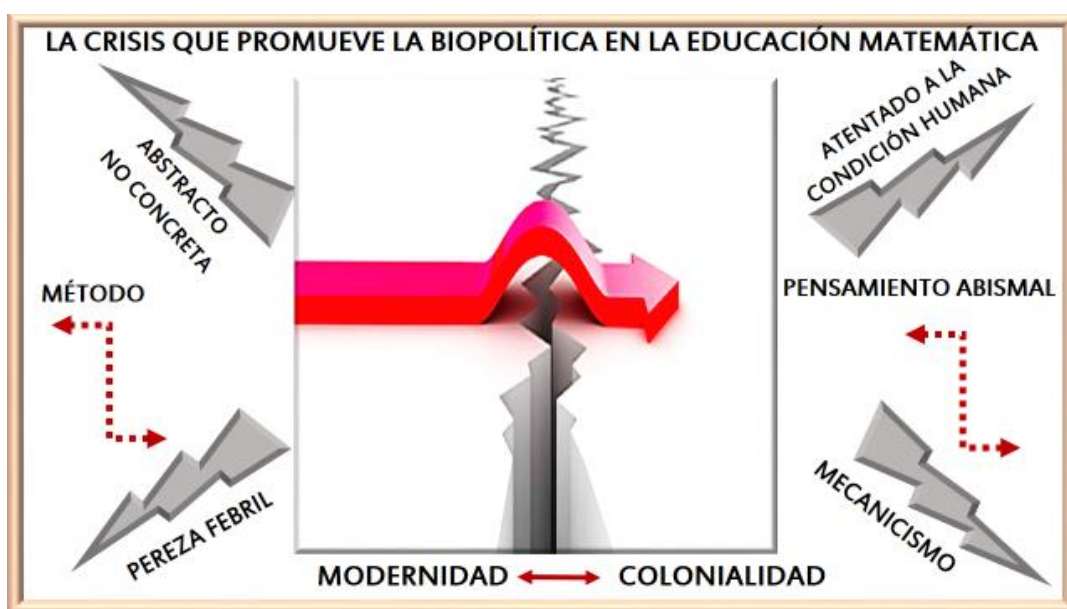 LA CRISIS QUE PROMUEVE LA BIOPOLÍTICA EN LA EDUCACIÓN MATEMÁTICA
ABSTRACTO
NO CONCRETA
ATENTADO A LA
CONDICIÓN HUMANA
MÉTODO
PENSAMIENTO ABISMAL
PEREZA FEBRIL
MECANICISMO
MODERNIDAD
COLONIALIDAD